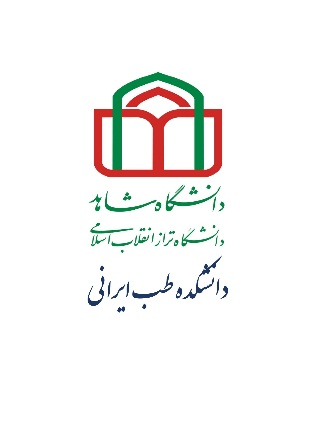 دانشگاه شاهد
دانشگاه تراز انقلاب اسلامی
دانشکده طب ایرانی